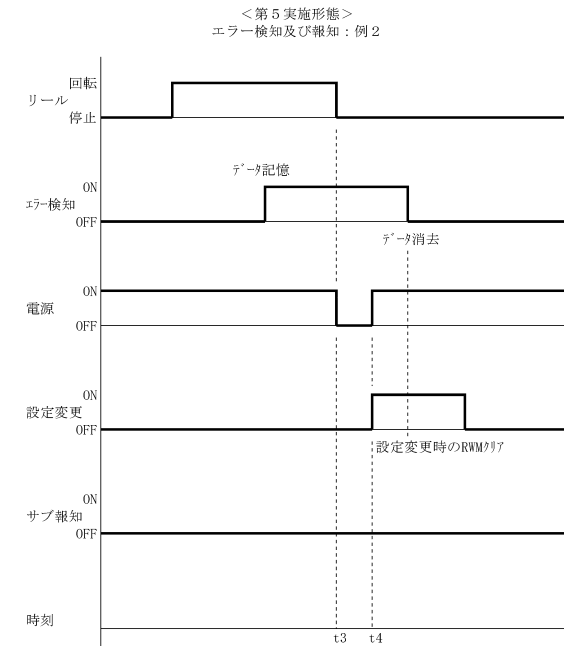 ＜第５実施形態＞
エラー検知及び報知：例２
回転
リール
停止
ﾃﾞｰﾀ記憶
ON
ｴﾗｰ検知
OFF
ﾃﾞｰﾀ消去
ON
電源
OFF
ON
設定変更
OFF
設定変更時のRWMｸﾘｱ
ON
サブ報知
OFF
時刻
t3
t4